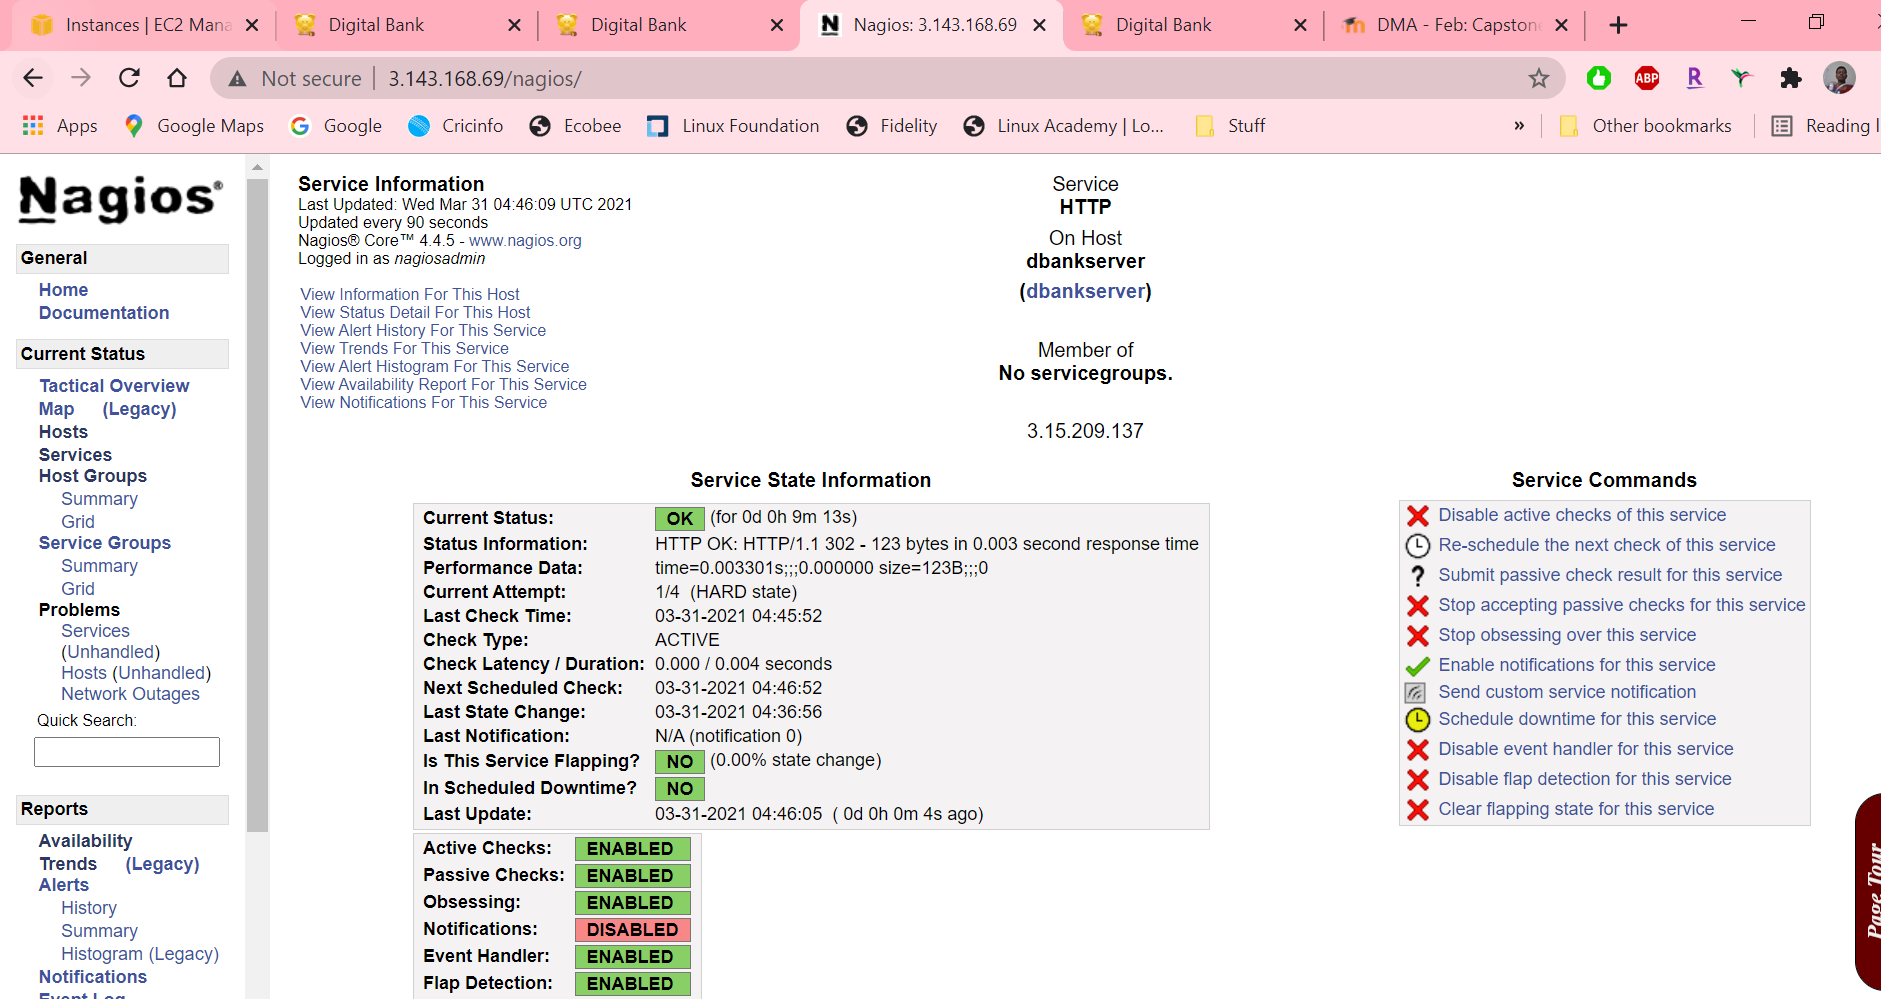 Instances | EC2 Mana
Digital Bank
Digital Bank
Nagios: 3.143.168.69
Digital Bank
DMA - Feb: Capstone
Not secure
3.143.168.69/nagios/
ABP
R
Apps
Google Maps
Google
Cricinfo
Ecobee
Linux Foundation
Fidelity
Linux Academy | Lo...
Stuff
»
Other bookmarks
Reading l
Nagios®
General
Home
Documentation
Current Status
Tactical Overview
Map (Legacy)
Hosts
Services
Host Groups
Summary
Grid
Service Groups
Summary
Grid
Problems
Services
(Unhandled)
Hosts (Unhandled)
Network Outages
Quick Search:
Reports
Availability
Trends (Legacy)
Alerts
History
Summary
Histogram (Legacy)
Notifications
Event Log
Service Information
Last Updated: Wed Mar 31 04:46:09 UTC 2021
Updated every 90 seconds
Nagios® Core™ 4.4.5 - www.nagios.org
Logged in as nagiosadmin
View Information For This Host
View Status Detail For This Host
View Alert History For This Service
View Trends For This Service
View Alert Histogram For This Service
View Availability Report For This Service
View Notifications For This Service
Service
HTTP
On Host
dbankserver
(dbankserver)
Member of
No servicegroups.
3.15.209.137
Service State Information
Current Status: OK (for 0d 0h 9m 13s)
Status Information: HTTP OK: HTTP/1.1 302 - 123 bytes in 0.003 second response time
Performance Data: time=0.003301s;;;0.000000 size=123B;;;0
Current Attempt: 1/4 (HARD state)
Last Check Time: 03-31-2021 04:45:52
Check Type: ACTIVE
Check Latency / Duration: 0.000 / 0.004 seconds
Next Scheduled Check: 03-31-2021 04:46:52
Last State Change: 03-31-2021 04:36:56
Last Notification: N/A (notification 0)
Is This Service Flapping? NO (0.00% state change)
In Scheduled Downtime? NO
Last Update: 03-31-2021 04:46:05 ( 0d 0h 0m 4s ago)
Active Checks: ENABLED
Passive Checks: ENABLED
Obsessing: ENABLED
Notifications: DISABLED
Event Handler: ENABLED
Flap Detection: ENABLED
Service Commands
Disable active checks of this service
Re-schedule the next check of this service
Submit passive check result for this service
Stop accepting passive checks for this service
Stop obsessing over this service
Enable notifications for this service
Send custom service notification
Schedule downtime for this service
Disable event handler for this service
Disable flap detection for this service
Clear flapping state for this service
Page Tour